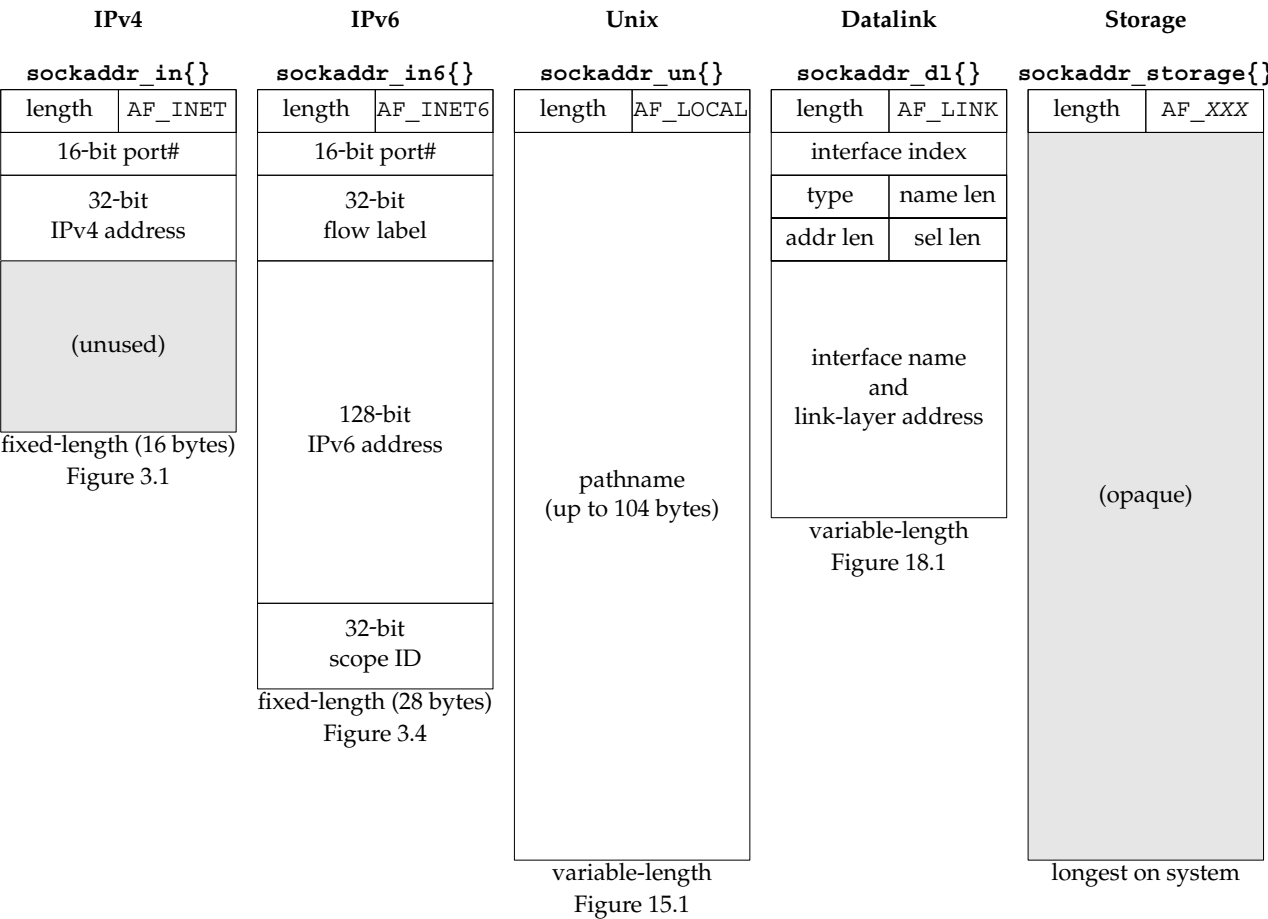 IPv4
sockaddr_in{}
length AF_INET
16-bit port#
32-bit
IPv4 address
(unused)
fixed-length (16 bytes)
Figure 3.1
IPv6
sockaddr_in6{}
length AF_INET6
16-bit port#
32-bit
flow label
128-bit
IPv6 address
32-bit
scope ID
fixed-length (28 bytes)
Figure 3.4
Unix
sockaddr_un{}
length AF_LOCAL
pathname
(up to 104 bytes)
variable-length
Figure 15.1
Datalink
sockaddr_dl{}
length AF_LINK
interface index
type name len
addr len sel len
interface name
and
link-layer address
variable-length
Figure 18.1
Storage
sockaddr_storage{}
length AF_XXX
(opaque)
longest on system